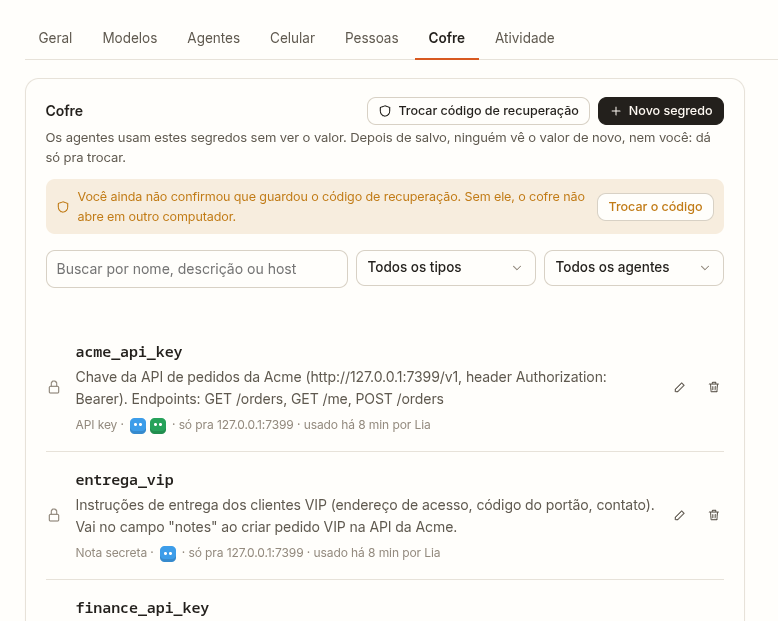 Geral Modelos Agentes Celular Pessoas Cofre Atividade
Cofre
Trocar código de recuperação
+ Novo segredo
Os agentes usam estes segredos sem ver o valor. Depois de salvo, ninguém vê o valor de novo, nem você: dá
só pra trocar.
Você ainda não confirmou que guardou o código de recuperação. Sem ele, o cofre não
abre em outro computador.
Trocar o código
Buscar por nome, descrição ou host
Todos os tipos
Todos os agentes
acme_api_key
Chave da API de pedidos da Acme (http://127.0.0.1:7399/v1, header Authorization:
Bearer). Endpoints: GET /orders, GET /me, POST /orders
API key · · só pra 127.0.0.1:7399 · usado há 8 min por Lia
entrega_vip
Instruções de entrega dos clientes VIP (endereço de acesso, código do portão, contato).
Vai no campo "notes" ao criar pedido VIP na API da Acme.
Nota secreta · · só pra 127.0.0.1:7399 · usado há 8 min por Lia
finance_api_key